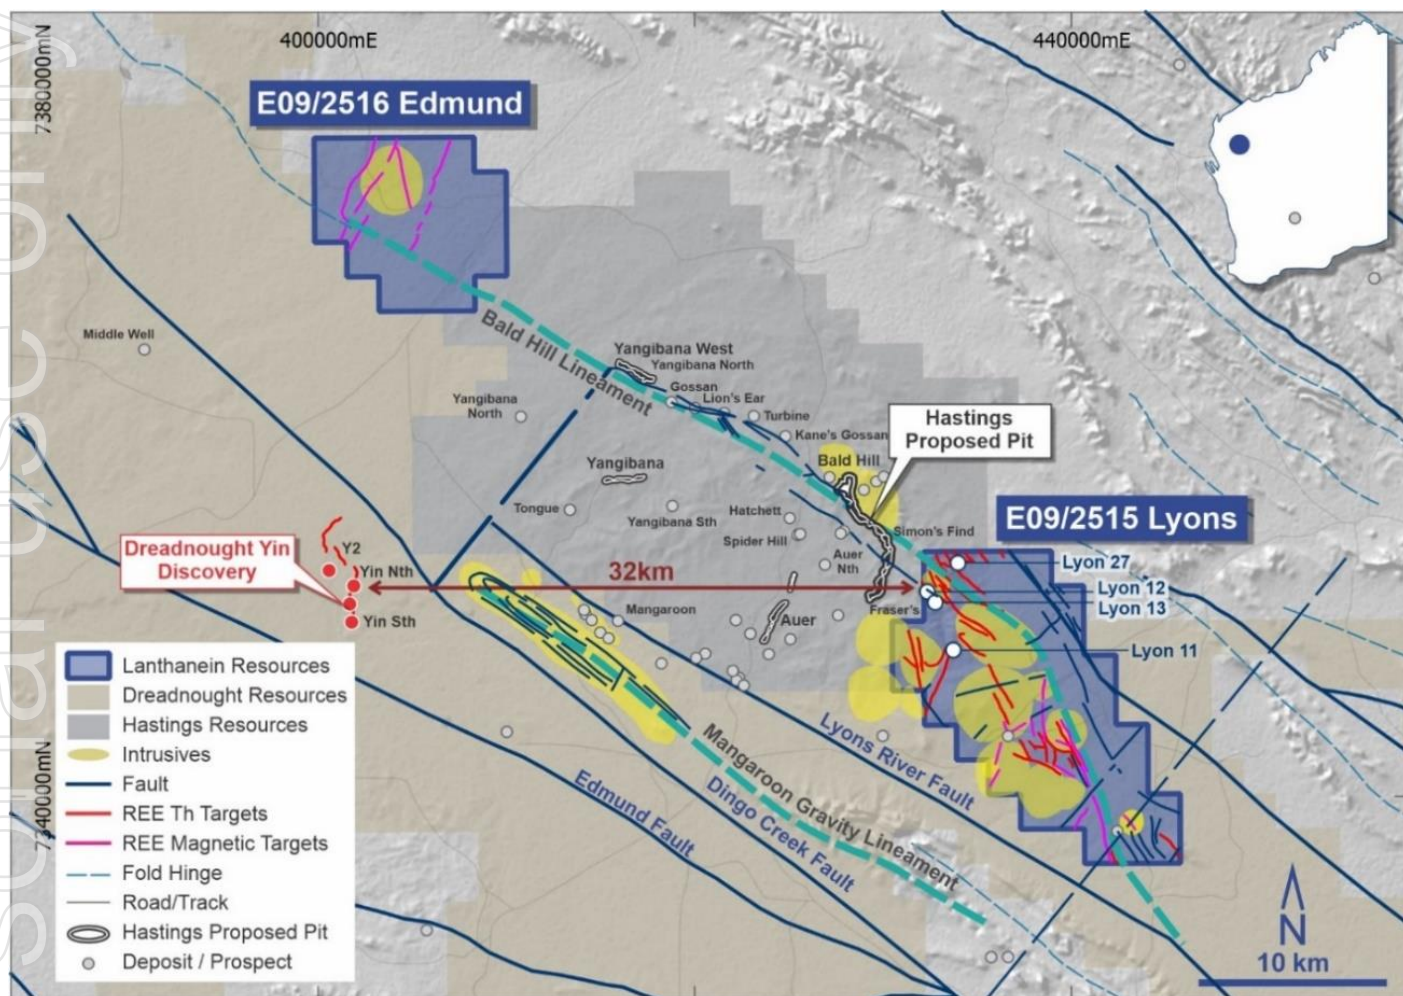 400000mE
440000mE
7380000mN
E09/2516 Edmund
Middle Well
Bald Hill Lineament
Yangibana West
Yangibana North
Gossan
Lion's Ear
Yangibana
North
Turbine
Kane's Gossan
Hastings
Proposed Pit
Bald Hill
Yangibana
Tongue
Yangibana Sth
Hatchett
Spider Hill
Simon's Find
E09/2515 Lyons
Auer
Nth
Dreadnought Yin
Discovery
Y2
Yin Nth
Yin Sth
32km
Fraser's
Mangaroon
Auer
Lyon 27
Lyon 12
Lyon 13
Lyon 11
Lyons River Fault
Mangaroon Gravity Lineament
Dingo Creek Fault
Edmund Fault
7340000mN
Lanthanein Resources
Dreadnought Resources
Hastings Resources
Intrusives
Fault
REE Th Targets
REE Magnetic Targets
Fold Hinge
Road/Track
Hastings Proposed Pit
Deposit / Prospect
N
10 km